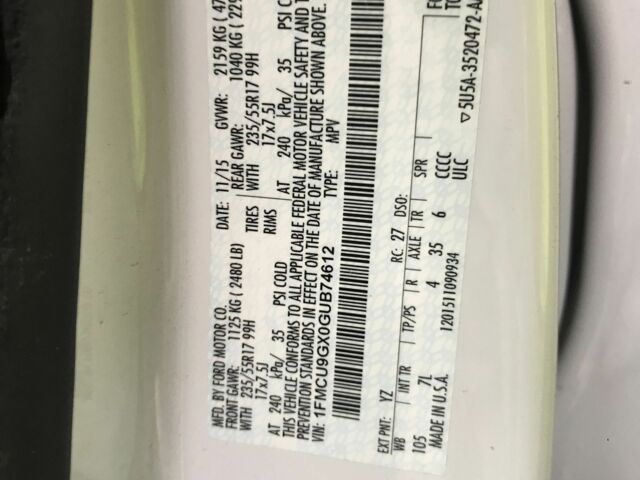 MFD. BY FORD MOTOR CO.
DATE: 11/15 GVWR: 2159 KG
FRONT GAWR: 1125 KG (2480 LB) REAR GAWR: 1040 KG
WITH 235/55R17 99H TIRES WITH 235/55R17 99H
17x7.5J RIMS 17x7.5J
AT 240 kPa/ 35 PSI COLD AT 240 kPa/ 35 PSI
THIS VEHICLE CONFORMS TO ALL APPLICABLE FEDERAL MOTOR VEHICLE SAFETY AND
PREVENTION STANDARDS IN EFFECT ON THE DATE OF MANUFACTURE SHOWN ABOVE.
VIN: 1FMCU9GX0GUB74612 TYPE: MPV
EXT PNT: YZ RC: 27 DSO:
WB INT TR TP/PS R AXLE TR SPR
105 7L 4 35 6 CCCC
MADE IN U.S.A. ULC
1201511090934
5U5A-3520472-A